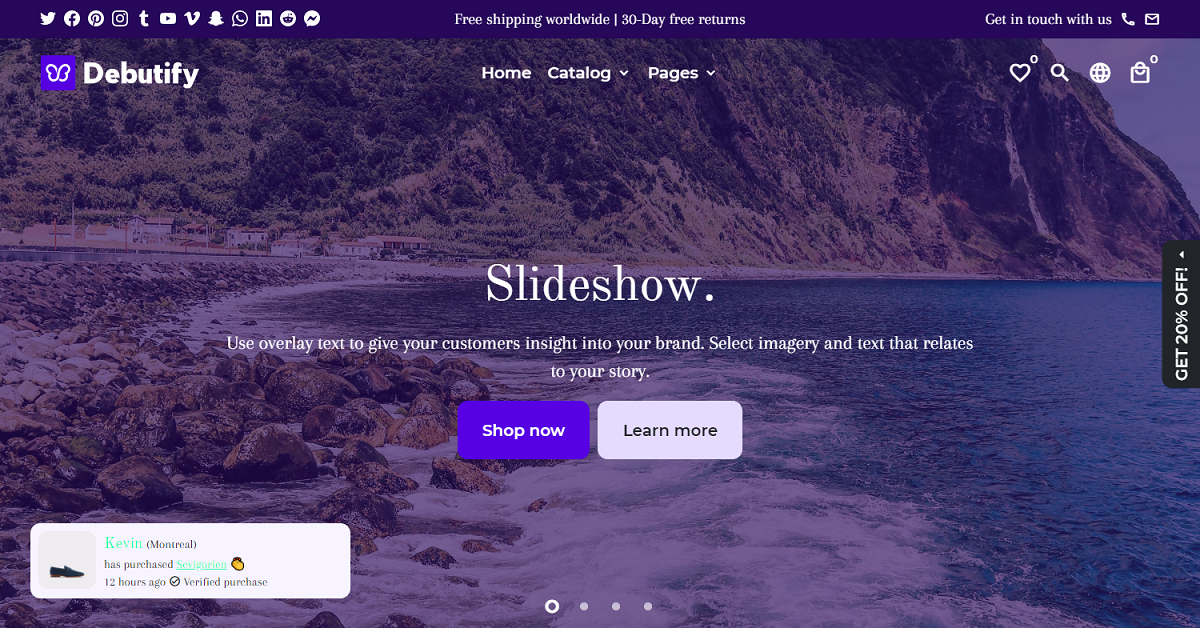 Free shipping worldwide | 30-Day free returns
Get in touch with us
Debutify
Home Catalog Pages
0
0
Slideshow.
Use overlay text to give your customers insight into your brand. Select imagery and text that relates
to your story.
Shop now
Learn more
GET 20% OFF!
Kevin (Montreal)
has purchased Sevigorien
12 hours ago Verified purchase